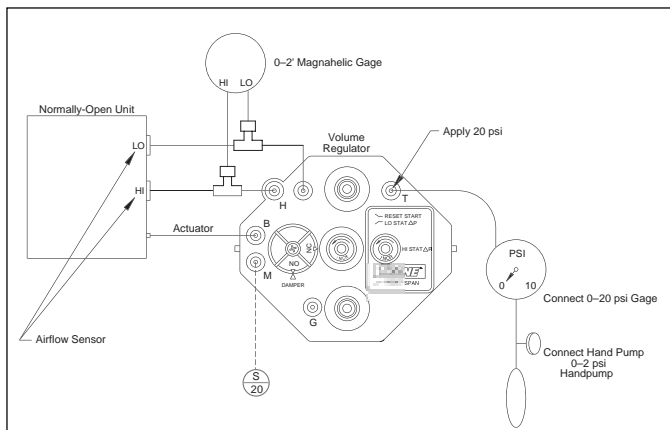 0–2' Magnahelic Gage
HI LO
Normally-Open Unit
LO
HI
Actuator
Airflow Sensor
Volume
Regulator
Apply 20 psi
H
T
B
M
G
NC
NO
DAMPER
RESET START
LO STAT △P
HI STAT △P
SPAN
S
20
PSI
0 10
Connect 0–20 psi Gage
Connect Hand Pump
0–2 psi
Handpump